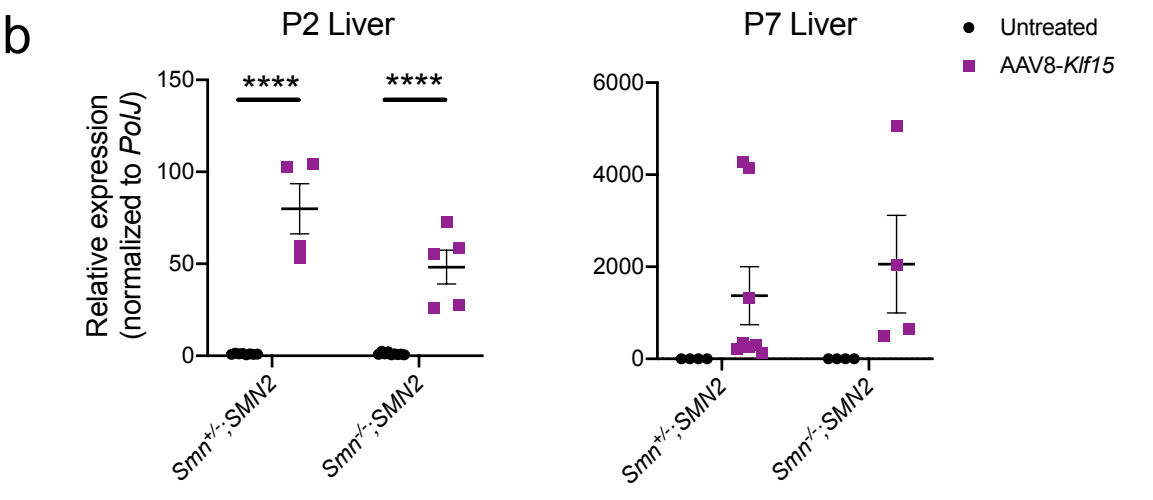 b
P2 Liver
P7 Liver
Untreated
AAV8-Klf15
Relative expression
(normalized to PolJ)
150
100
50
0
****
****
Smn+/-;SMN2
Smn-/-;SMN2
6000
4000
2000
0
Smn+/-;SMN2
Smn-/-;SMN2